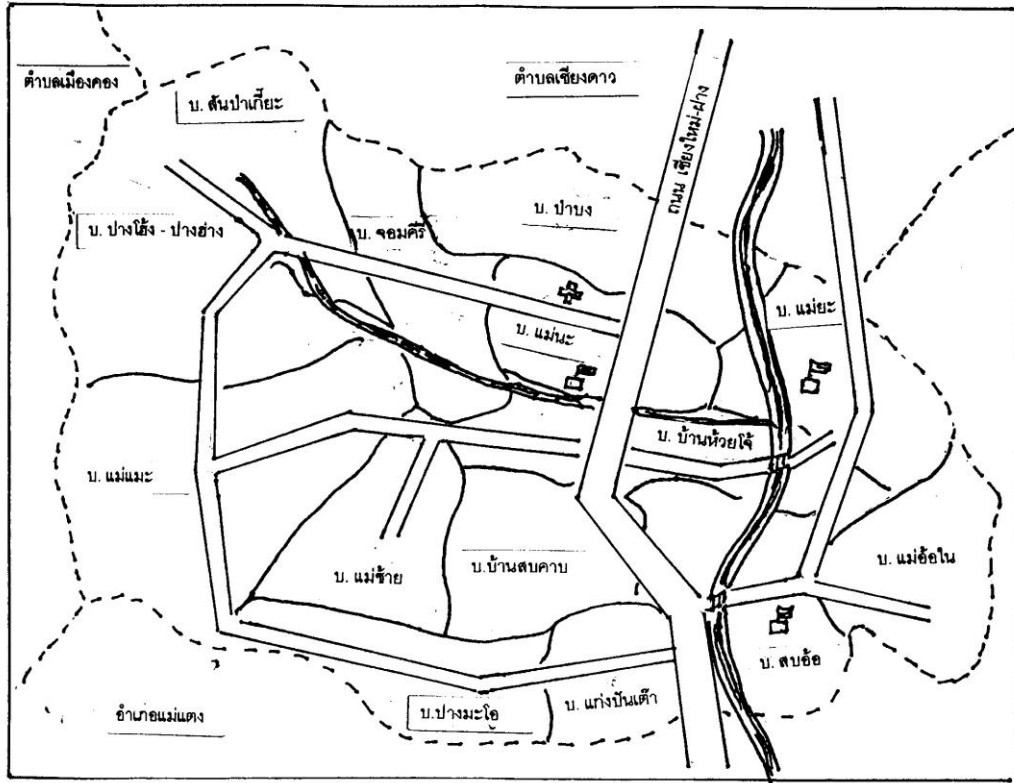 ตำบลเมืองคอง
ตำบลเชียงดาว
บ. สันป่าเกี๊ยะ
ถนน เชียงใหม่-ฝาง
บ. ป่าบง
บ. ปางโฮ้ง - ปางฮ่าง
บ. จอมคีรี
บ. แม่ยะ
บ. แม่นะ
บ. บ้านห้วยโจ้
บ. แม่แมะ
บ. แม่อ้อใน
บ.บ้านสบคาบ
บ. แม่ซ้าย
บ. สบอ้อ
บ. แก่งปันเต๊า
บ.ปางมะโอ
อำเภอแม่แตง